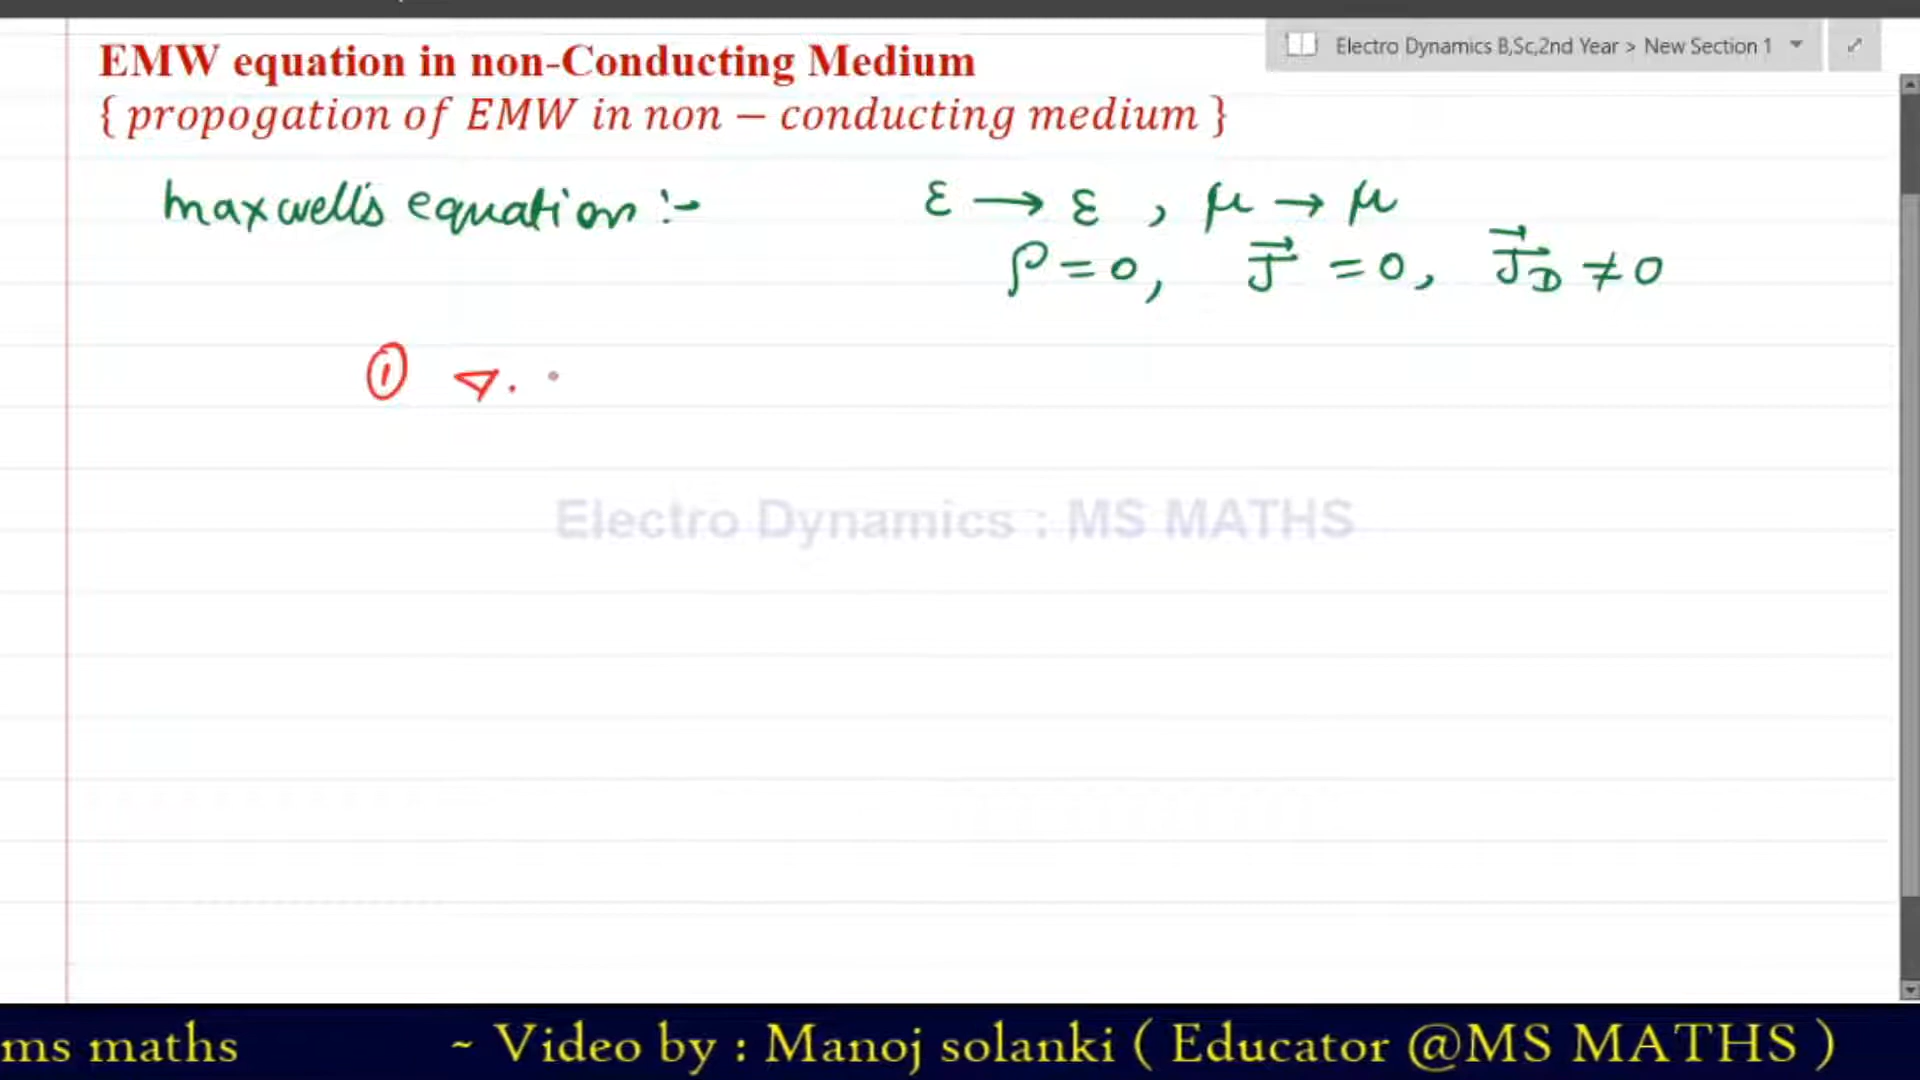 EMW equation in non-Conducting Medium
Electro Dynamics B,Sc,2nd Year > New Section 1
{ propogation of EMW in non − conducting medium }
maxwell's equation :-
ε → ε , μ → μ
ρ = 0, J⃗ = 0, J⃗_D ≠ 0
① ∇.
Electro Dynamics : MS MATHS
ms maths ~ Video by : Manoj solanki ( Educator @MS MATHS )